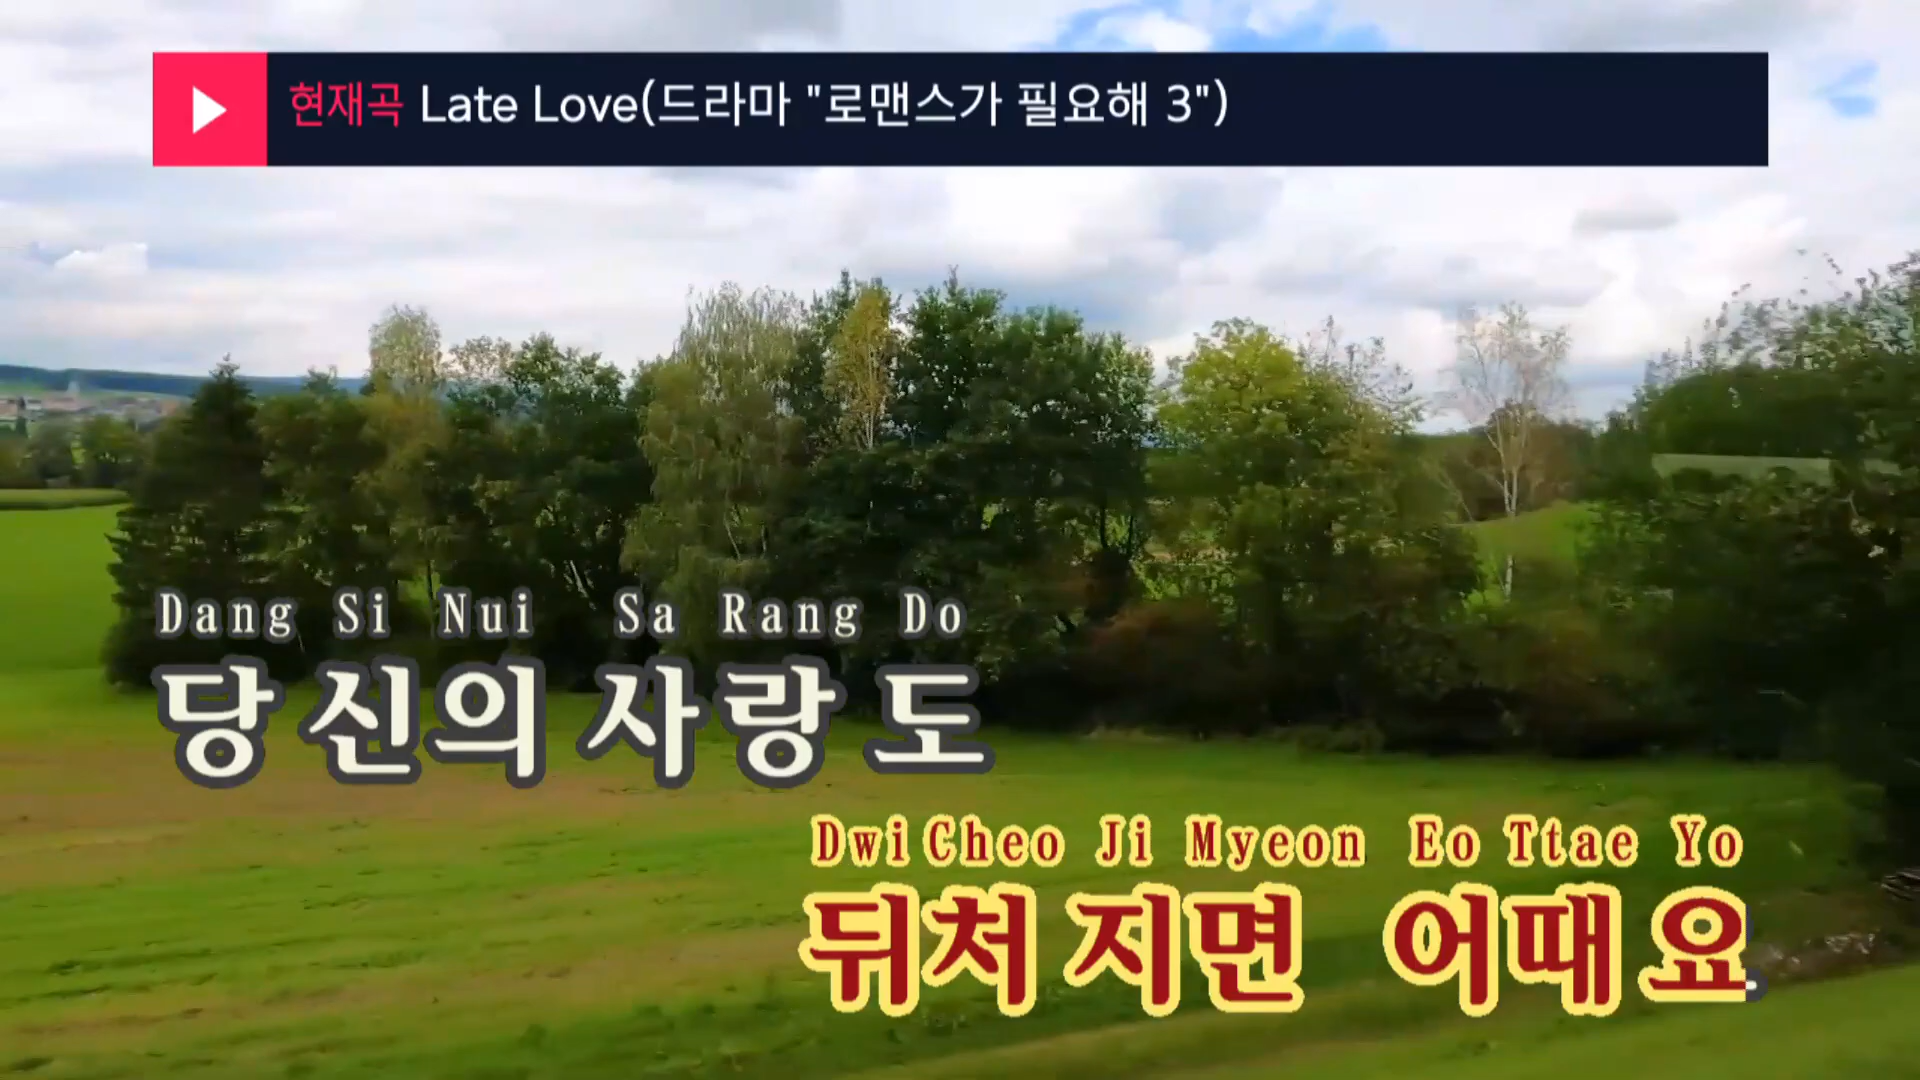 현재곡 Late Love(드라마 "로맨스가 필요해 3")
Dang Si Nui Sa Rang Do
당신의 사랑도
Dwi Cheo Ji Myeon Eo Ttae Yo
뒤처지면 어때요